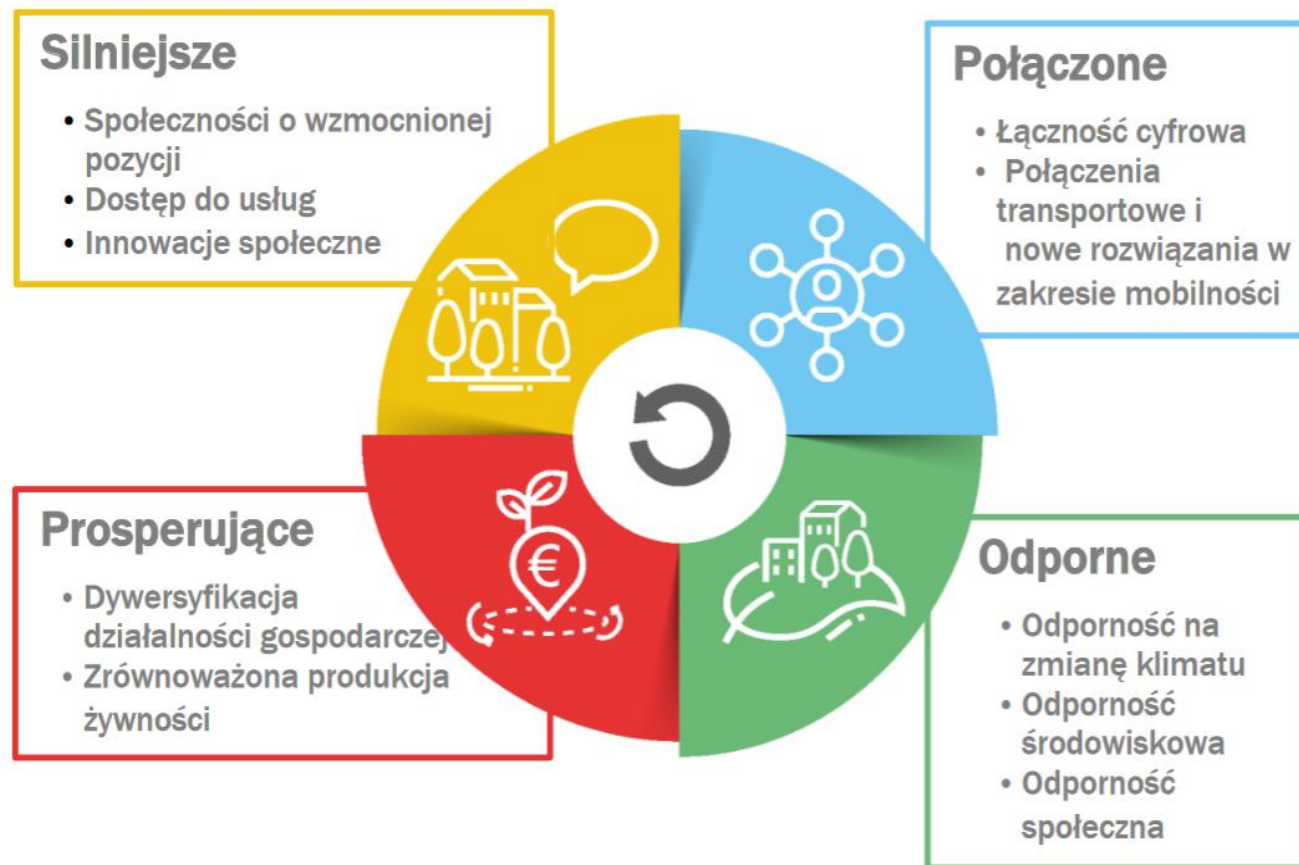 Silniejsze
• Społeczności o wzmocnionej
pozycji
• Dostęp do usług
• Innowacje społeczne
Połączone
• Łączność cyfrowa
• Połączenia
transportowe i
nowe rozwiązania w
zakresie mobilności
Prosperujące
• Dywersyfikacja
działalności gospodarczej
• Zrównoważona produkcja
żywności
€
Odporne
• Odporność na
zmianę klimatu
• Odporność
środowiskowa
• Odporność
społeczna